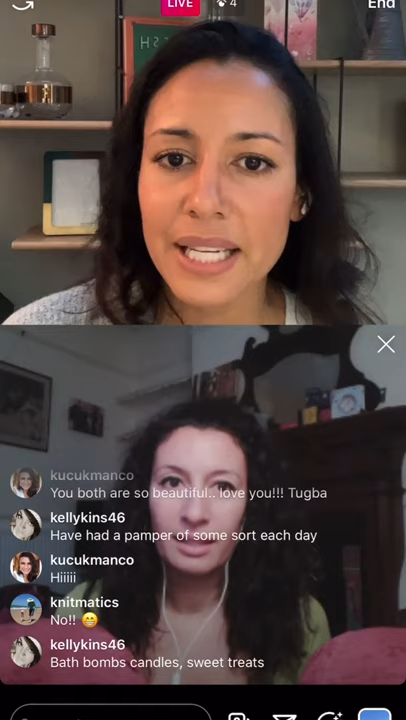 LIVE
4
End
kucukmanco
You both are so beautiful.. love you!!! Tugba
kellykins46
Have had a pamper of some sort each day
kucukmanco
Hiiiii
knitmatics
No!! 😁
kellykins46
Bath bombs candles, sweet treats